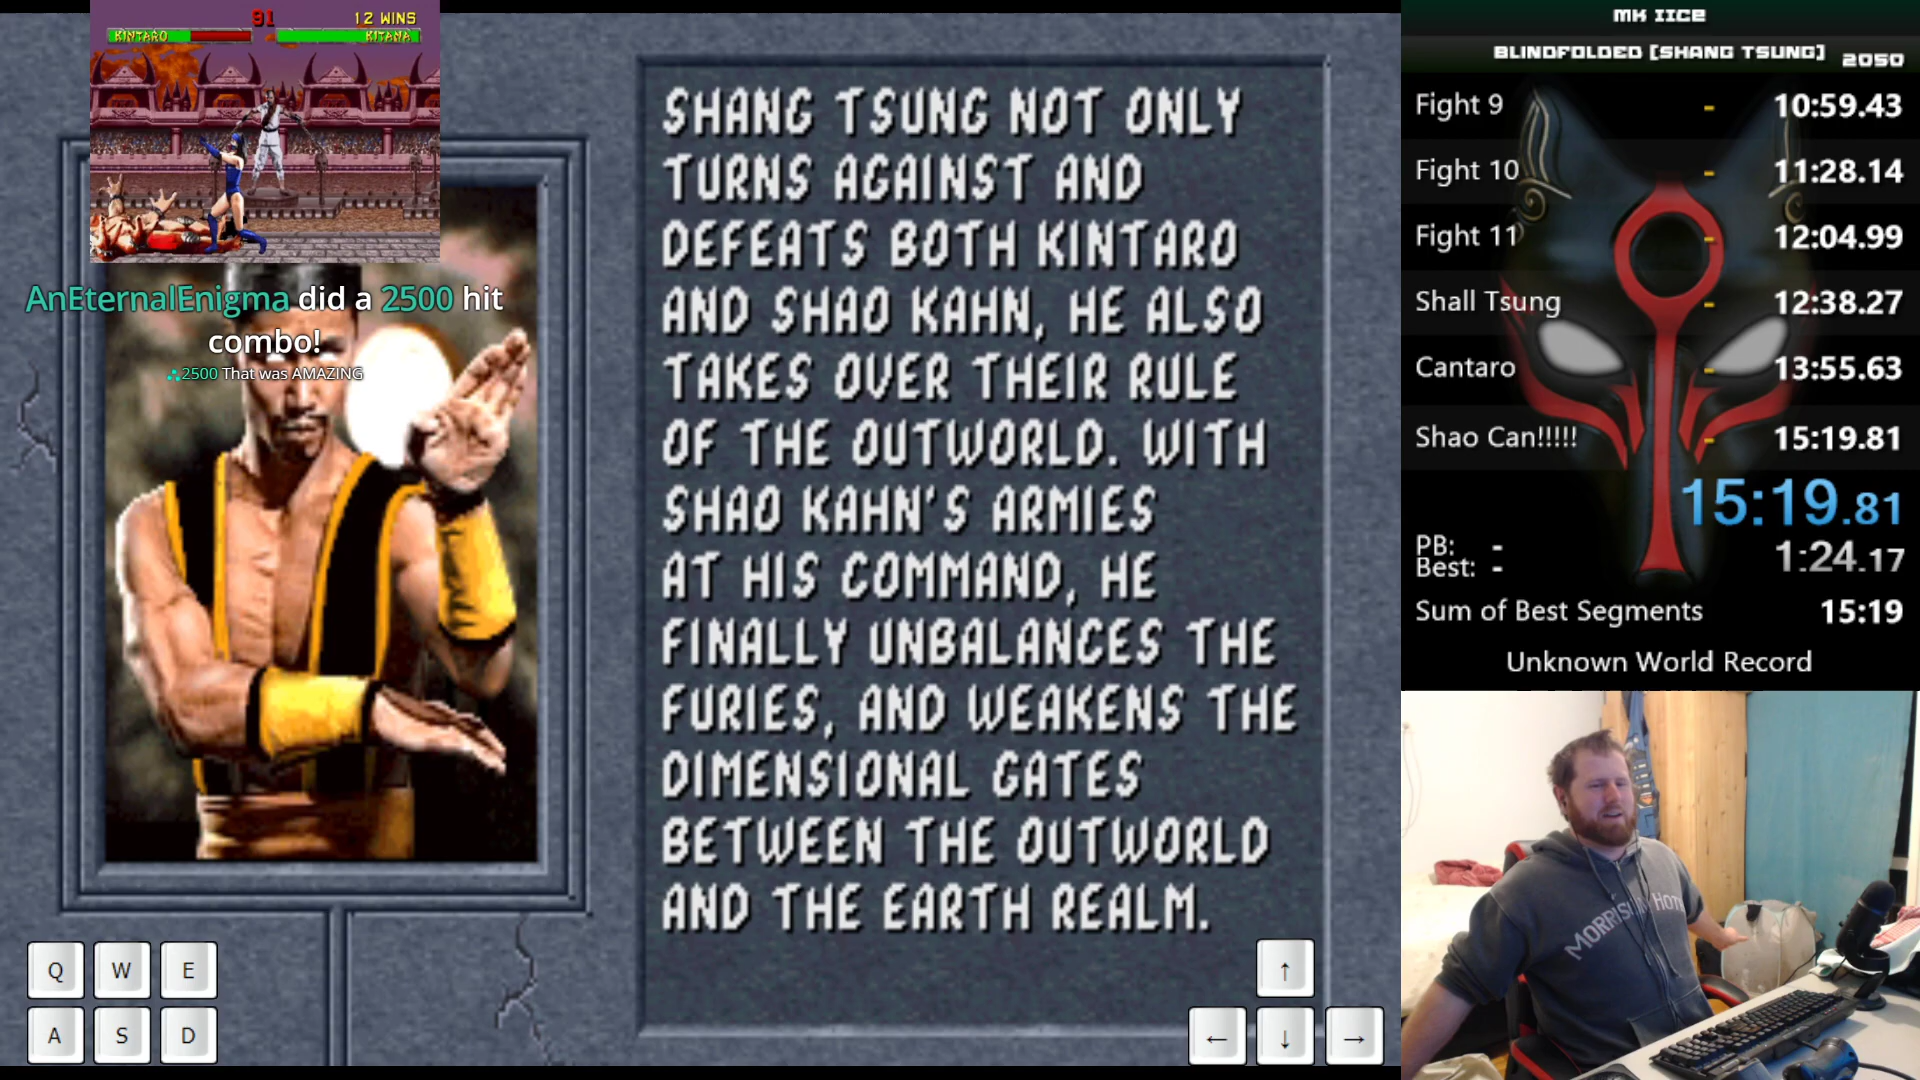 91
12 WINS
KINTARO
KITANA
AnEternalEnigma did a 2500 hit
combo!
2500 That was AMAZING
SHANG TSUNG NOT ONLY
TURNS AGAINST AND
DEFEATS BOTH KINTARO
AND SHAO KAHN, HE ALSO
TAKES OVER THEIR RULE
OF THE OUTWORLD. WITH
SHAO KAHN'S ARMIES
AT HIS COMMAND, HE
FINALLY UNBALANCES THE
FURIES, AND WEAKENS THE
DIMENSIONAL GATES
BETWEEN THE OUTWORLD
AND THE EARTH REALM.
Q W E
A S D
↑
← ↓ →
MK IICE
BLINDFOLDED [SHANG TSUNG] 2050
Fight 9 - 10:59.43
Fight 10 - 11:28.14
Fight 11 - 12:04.99
Shall Tsung - 12:38.27
Cantaro - 13:55.63
Shao Can!!!!! - 15:19.81
15:19.81
PB: -
Best: - 1:24.17
Sum of Best Segments 15:19
Unknown World Record